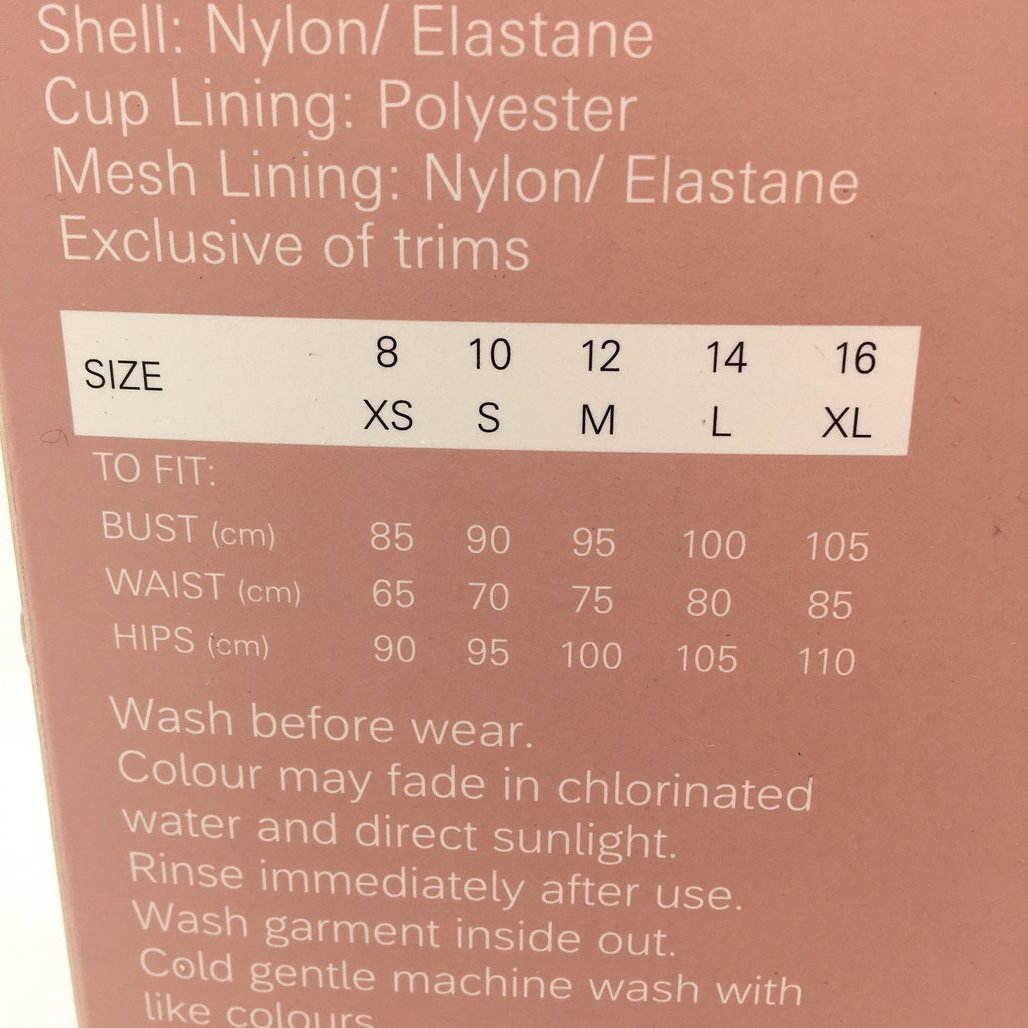 Shell: Nylon/ Elastane
Cup Lining: Polyester
Mesh Lining: Nylon/ Elastane
Exclusive of trims
SIZE 8 10 12 14 16
XS S M L XL
TO FIT:
BUST (cm) 85 90 95 100 105
WAIST (cm) 65 70 75 80 85
HIPS (cm) 90 95 100 105 110
Wash before wear.
Colour may fade in chlorinated
water and direct sunlight.
Rinse immediately after use.
Wash garment inside out.
Cold gentle machine wash with
like colours